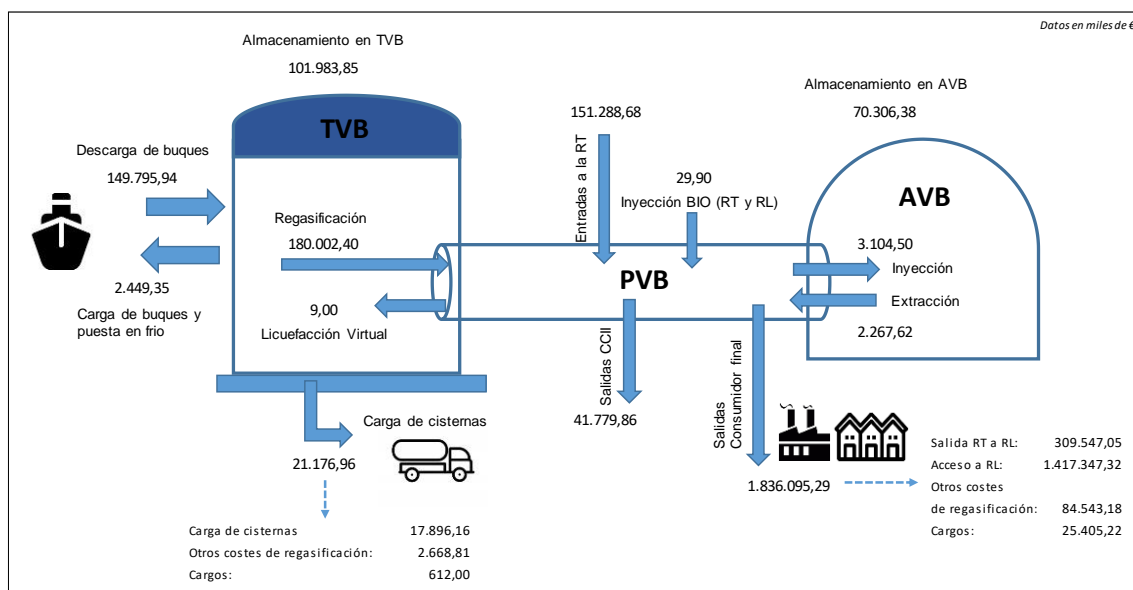 Datos en miles de €
Almacenamiento en TVB
101.983,85
TVB
Descarga de buques
149.795,94
2.449,35
Carga de buques y
puesta en frio
Regasificación
180.002,40
9,00
Licuefacción Virtual
Carga de cisternas
21.176,96
Carga de cisternas 17.896,16
Otros costes de regasificación: 2.668,81
Cargos: 612,00
151.288,68
Entradas a la RT
29,90
Inyección BIO (RT y RL)
PVB
Salidas CCII
41.779,86
Salidas
Consumidor final
1.836.095,29
Almacenamiento en AVB
70.306,38
AVB
3.104,50
Inyección
Extracción
2.267,62
Salida RT a RL: 309.547,05
Acceso a RL: 1.417.347,32
Otros costes
de regasificación: 84.543,18
Cargos: 25.405,22